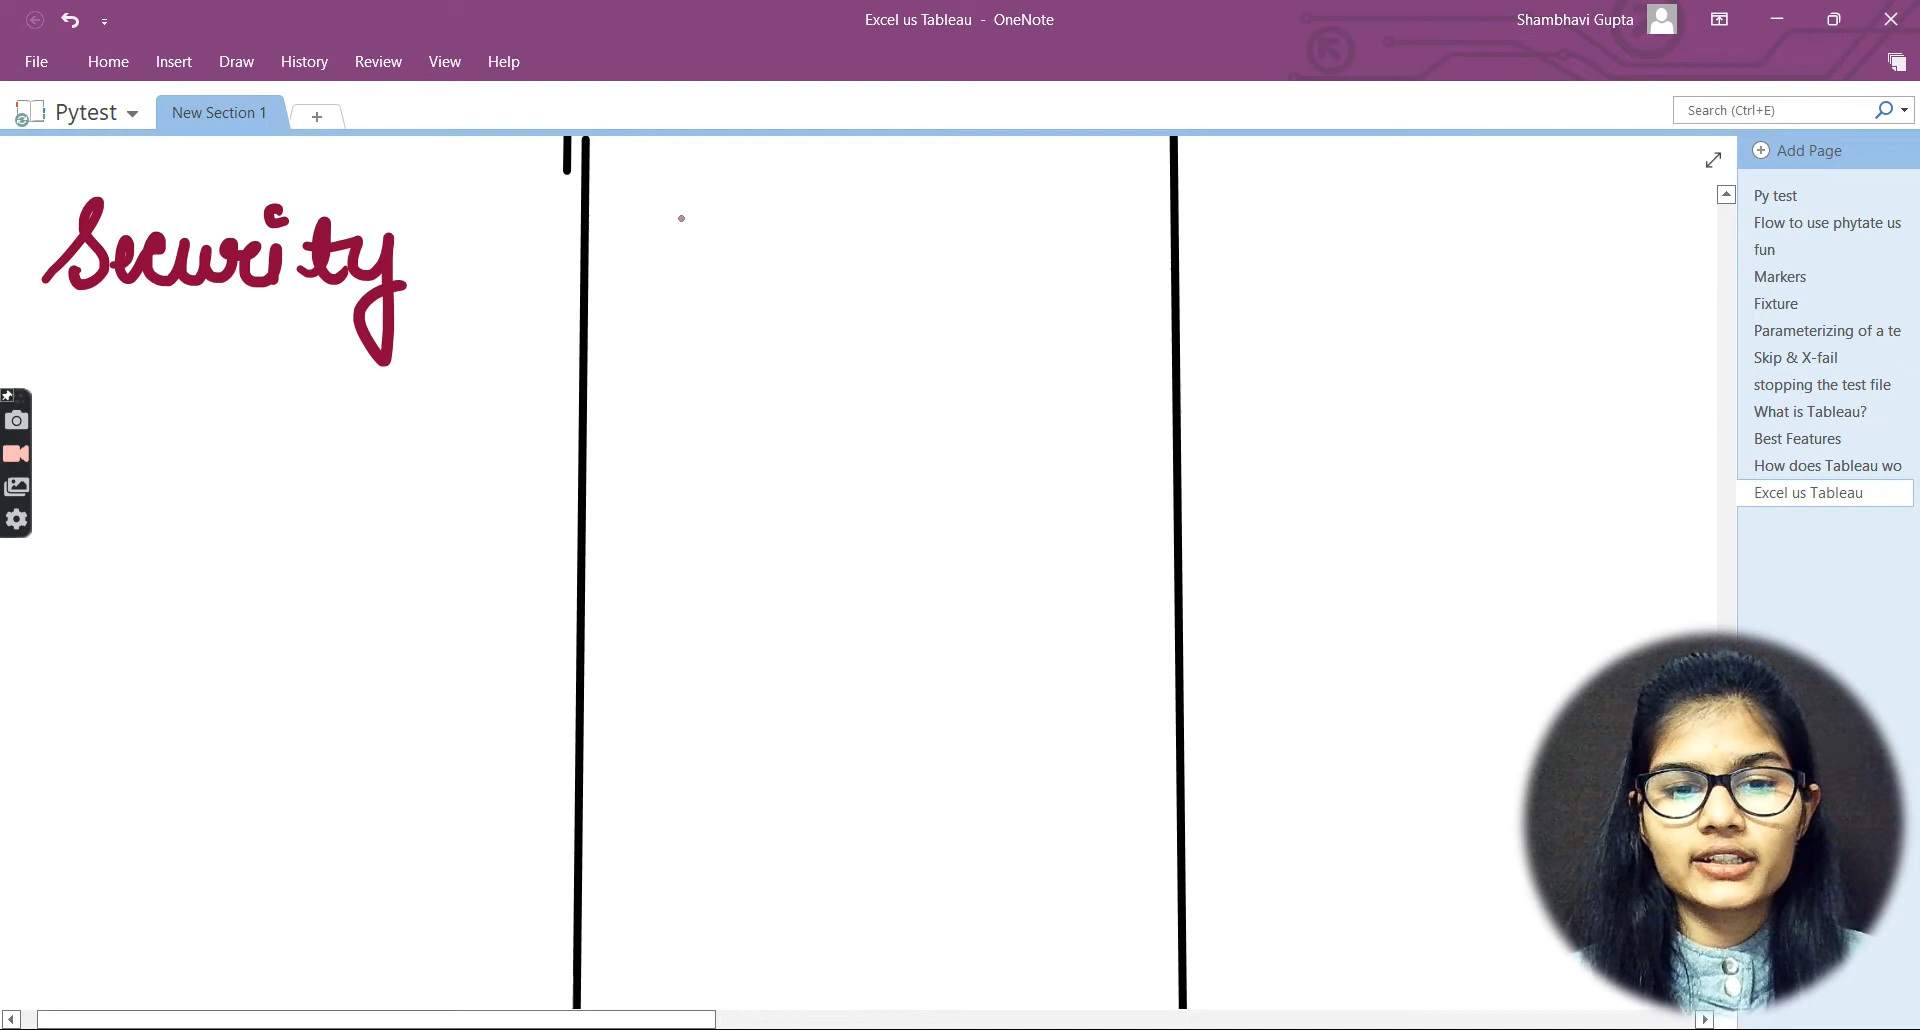 Excel us Tableau - OneNote
Shambhavi Gupta
File Home Insert Draw History Review View Help
Pytest
New Section 1
+
Search (Ctrl+E)
Add Page
Security
Py test
Flow to use phytate us
fun
Markers
Fixture
Parameterizing of a te
Skip & X-fail
stopping the test file
What is Tableau?
Best Features
How does Tableau wo
Excel us Tableau